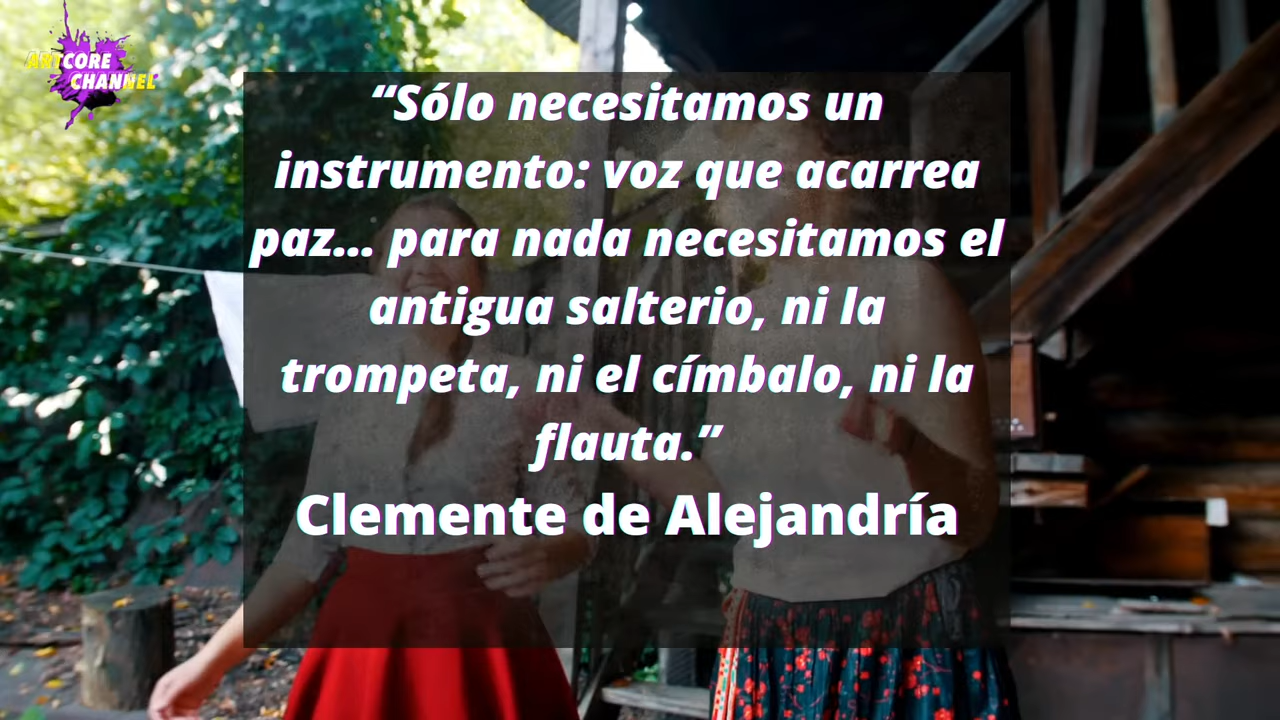 ARTCORE
CHANNEL
“Sólo necesitamos un
instrumento: voz que acarrea
paz... para nada necesitamos el
antigua salterio, ni la
trompeta, ni el címbalo, ni la
flauta.”
Clemente de Alejandría